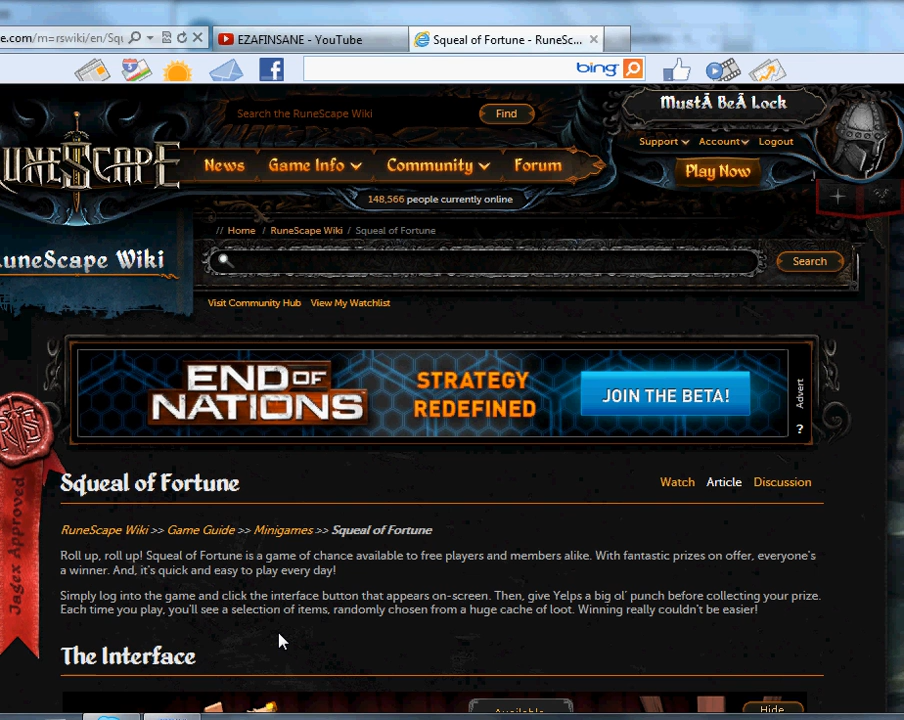 e.com/m=rswiki/en/Squ
EZAFINSANE - YouTube
Squeal of Fortune - RuneSc...
bing
Search the RuneScape Wiki
Find
MustÂ BeÂ Lock
Support
Account
Logout
RUNESCAPE
News
Game Info
Community
Forum
Play Now
148,566 people currently online
// Home / RuneScape Wiki / Squeal of Fortune
uneScape Wiki
Search
Visit Community Hub
View My Watchlist
END OF NATIONS
STRATEGY REDEFINED
JOIN THE BETA!
Advert
?
RS
Jagex Approved
Squeal of Fortune
Watch
Article
Discussion
RuneScape Wiki >> Game Guide >> Minigames >> Squeal of Fortune
Roll up, roll up! Squeal of Fortune is a game of chance available to free players and members alike. With fantastic prizes on offer, everyone's
a winner. And, it's quick and easy to play every day!
Simply log into the game and click the interface button that appears on-screen. Then, give Yelps a big ol' punch before collecting your prize.
Each time you play, you'll see a selection of items, randomly chosen from a huge cache of loot. Winning really couldn't be easier!
The Interface
Available
Hide